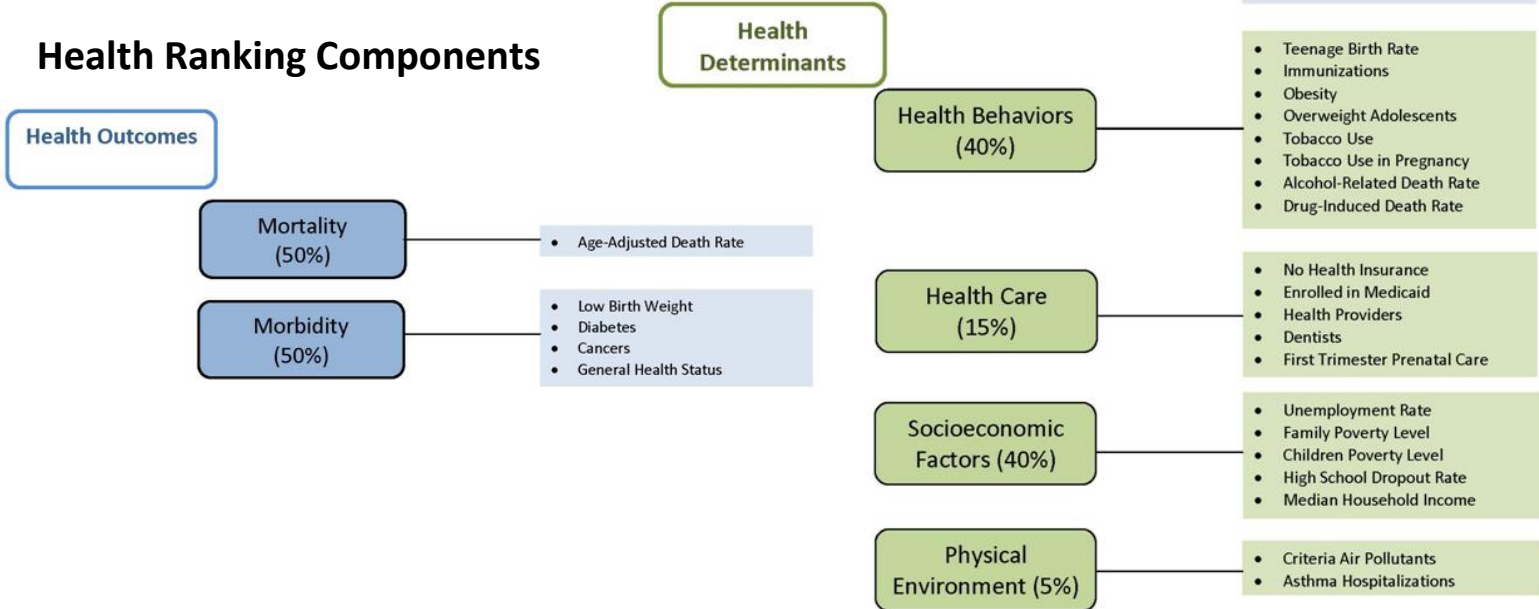 Health Ranking Components
Health Outcomes
Mortality
(50%)
• Age-Adjusted Death Rate
Morbidity
(50%)
• Low Birth Weight
• Diabetes
• Cancers
• General Health Status
Health
Determinants
Health Behaviors
(40%)
• Teenage Birth Rate
• Immunizations
• Obesity
• Overweight Adolescents
• Tobacco Use
• Tobacco Use in Pregnancy
• Alcohol-Related Death Rate
• Drug-Induced Death Rate
Health Care
(15%)
• No Health Insurance
• Enrolled in Medicaid
• Health Providers
• Dentists
• First Trimester Prenatal Care
Socioeconomic
Factors (40%)
• Unemployment Rate
• Family Poverty Level
• Children Poverty Level
• High School Dropout Rate
• Median Household Income
Physical
Environment (5%)
• Criteria Air Pollutants
• Asthma Hospitalizations